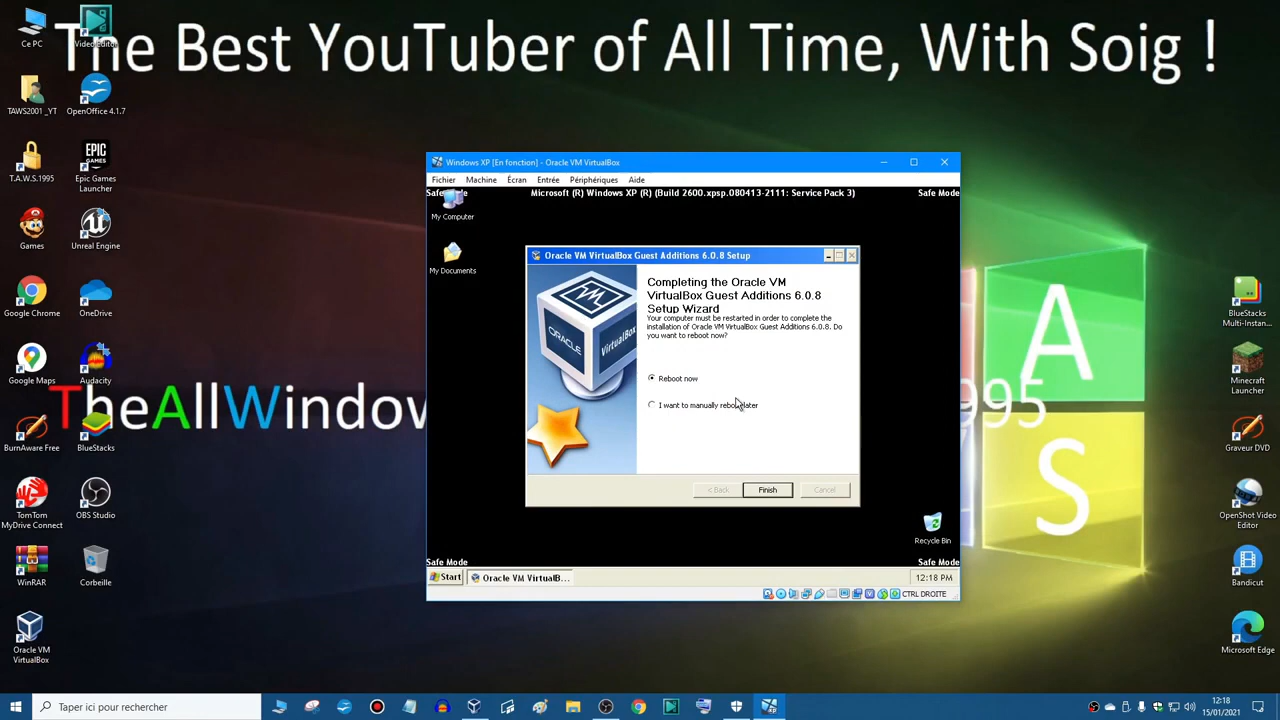 The Best YouTuber of All Time, With Soig !
Ce PC
Video Editor
TAWS2001 _YT
OpenOffice 4.1.7
T.A.W.S.1995
Epic Games
Launcher
Games
Unreal Engine
Google Chrome
OneDrive
Google Maps
Audacity
BurnAware Free
BlueStacks
TomTom
MyDrive Connect
OBS Studio
WinRAR
Corbeille
Oracle VM
VirtualBox
TheAllWindow
995
A
S
Windows XP [En fonction] - Oracle VM VirtualBox
Fichier Machine Écran Entrée Périphériques Aide
Safe Mode Microsoft (R) Windows XP (R) (Build 2600.xpsp.080413-2111: Service Pack 3) Safe Mode
My Computer
My Documents
Oracle VM VirtualBox Guest Additions 6.0.8 Setup
ORACLE
VirtualBox
Completing the Oracle VM
VirtualBox Guest Additions 6.0.8
Setup Wizard
Your computer must be restarted in order to complete the
installation of Oracle VM VirtualBox Guest Additions 6.0.8. Do
you want to reboot now?
Reboot now
I want to manually reboot later
< Back Finish Cancel
Recycle Bin
Safe Mode Safe Mode
Start Oracle VM VirtualB... 12:18 PM
CTRL DROITE
BlueStacks
Multi-Instan...
Minecraft
Launcher
Graveur DVD
OpenShot Video
Editor
Bandicut
Microsoft Edge
Taper ici pour rechercher
12:18
15/01/2021